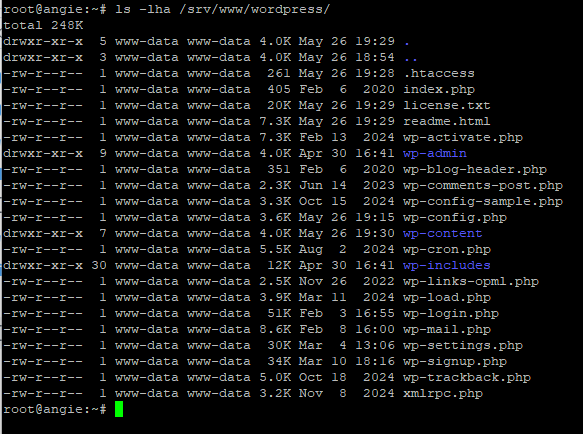 root@angie:~# ls -lha /srv/www/wordpress/
total 248K
drwxr-xr-x  5 www-data www-data 4.0K May 26 19:29 .
drwxr-xr-x  3 www-data www-data 4.0K May 26 18:54 ..
-rw-r--r--  1 www-data www-data  261 May 26 19:28 .htaccess
-rw-r--r--  1 www-data www-data  405 Feb  6  2020 index.php
-rw-r--r--  1 www-data www-data  20K May 26 19:29 license.txt
-rw-r--r--  1 www-data www-data 7.3K May 26 19:29 readme.html
-rw-r--r--  1 www-data www-data 7.3K Feb 13  2024 wp-activate.php
drwxr-xr-x  9 www-data www-data 4.0K Apr 30 16:41 wp-admin
-rw-r--r--  1 www-data www-data  351 Feb  6  2020 wp-blog-header.php
-rw-r--r--  1 www-data www-data 2.3K Jun 14  2023 wp-comments-post.php
-rw-r--r--  1 www-data www-data 3.3K Oct 15  2024 wp-config-sample.php
-rw-r--r--  1 www-data www-data 3.6K May 26 19:15 wp-config.php
drwxr-xr-x  7 www-data www-data 4.0K May 26 19:30 wp-content
-rw-r--r--  1 www-data www-data 5.5K Aug  2  2024 wp-cron.php
drwxr-xr-x 30 www-data www-data  12K Apr 30 16:41 wp-includes
-rw-r--r--  1 www-data www-data 2.5K Nov 26  2022 wp-links-opml.php
-rw-r--r--  1 www-data www-data 3.9K Mar 11  2024 wp-load.php
-rw-r--r--  1 www-data www-data  51K Feb  3 16:55 wp-login.php
-rw-r--r--  1 www-data www-data 8.6K Feb  8 16:00 wp-mail.php
-rw-r--r--  1 www-data www-data  30K Mar  4 13:06 wp-settings.php
-rw-r--r--  1 www-data www-data  34K Mar 10 18:16 wp-signup.php
-rw-r--r--  1 www-data www-data 5.0K Oct 18  2024 wp-trackback.php
-rw-r--r--  1 www-data www-data 3.2K Nov  8  2024 xmlrpc.php
root@angie:~#